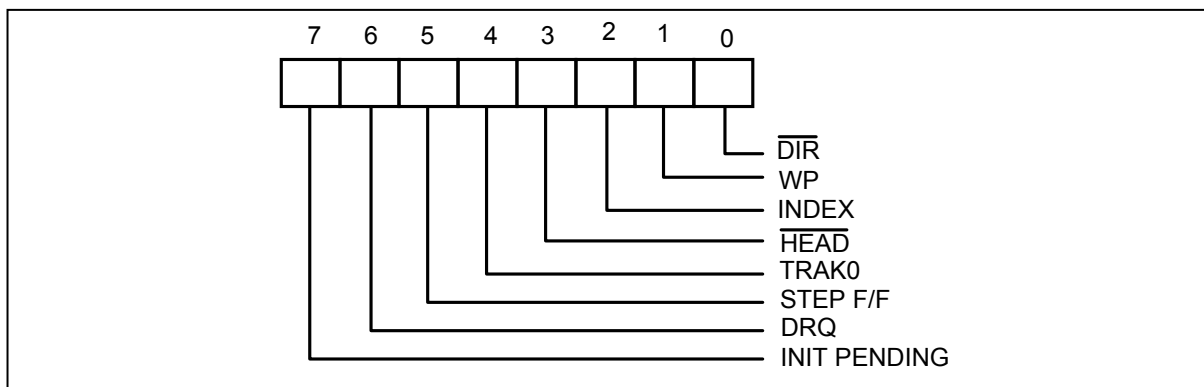 7 6 5 4 3 2 1 0
DIR
WP
INDEX
HEAD
TRAK0
STEP F/F
DRQ
INIT PENDING